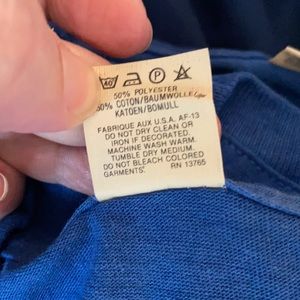 40 P
50% POLYESTER
50% COTON/BAUMWOLLE
KATOEN/BOMULL
FABRIQUE AUX U.S.A. AF-13
DO NOT DRY CLEAN OR
IRON IF DECORATED.
MACHINE WASH WARM.
TUMBLE DRY MEDIUM.
DO NOT BLEACH COLORED
GARMENTS. RN 13765